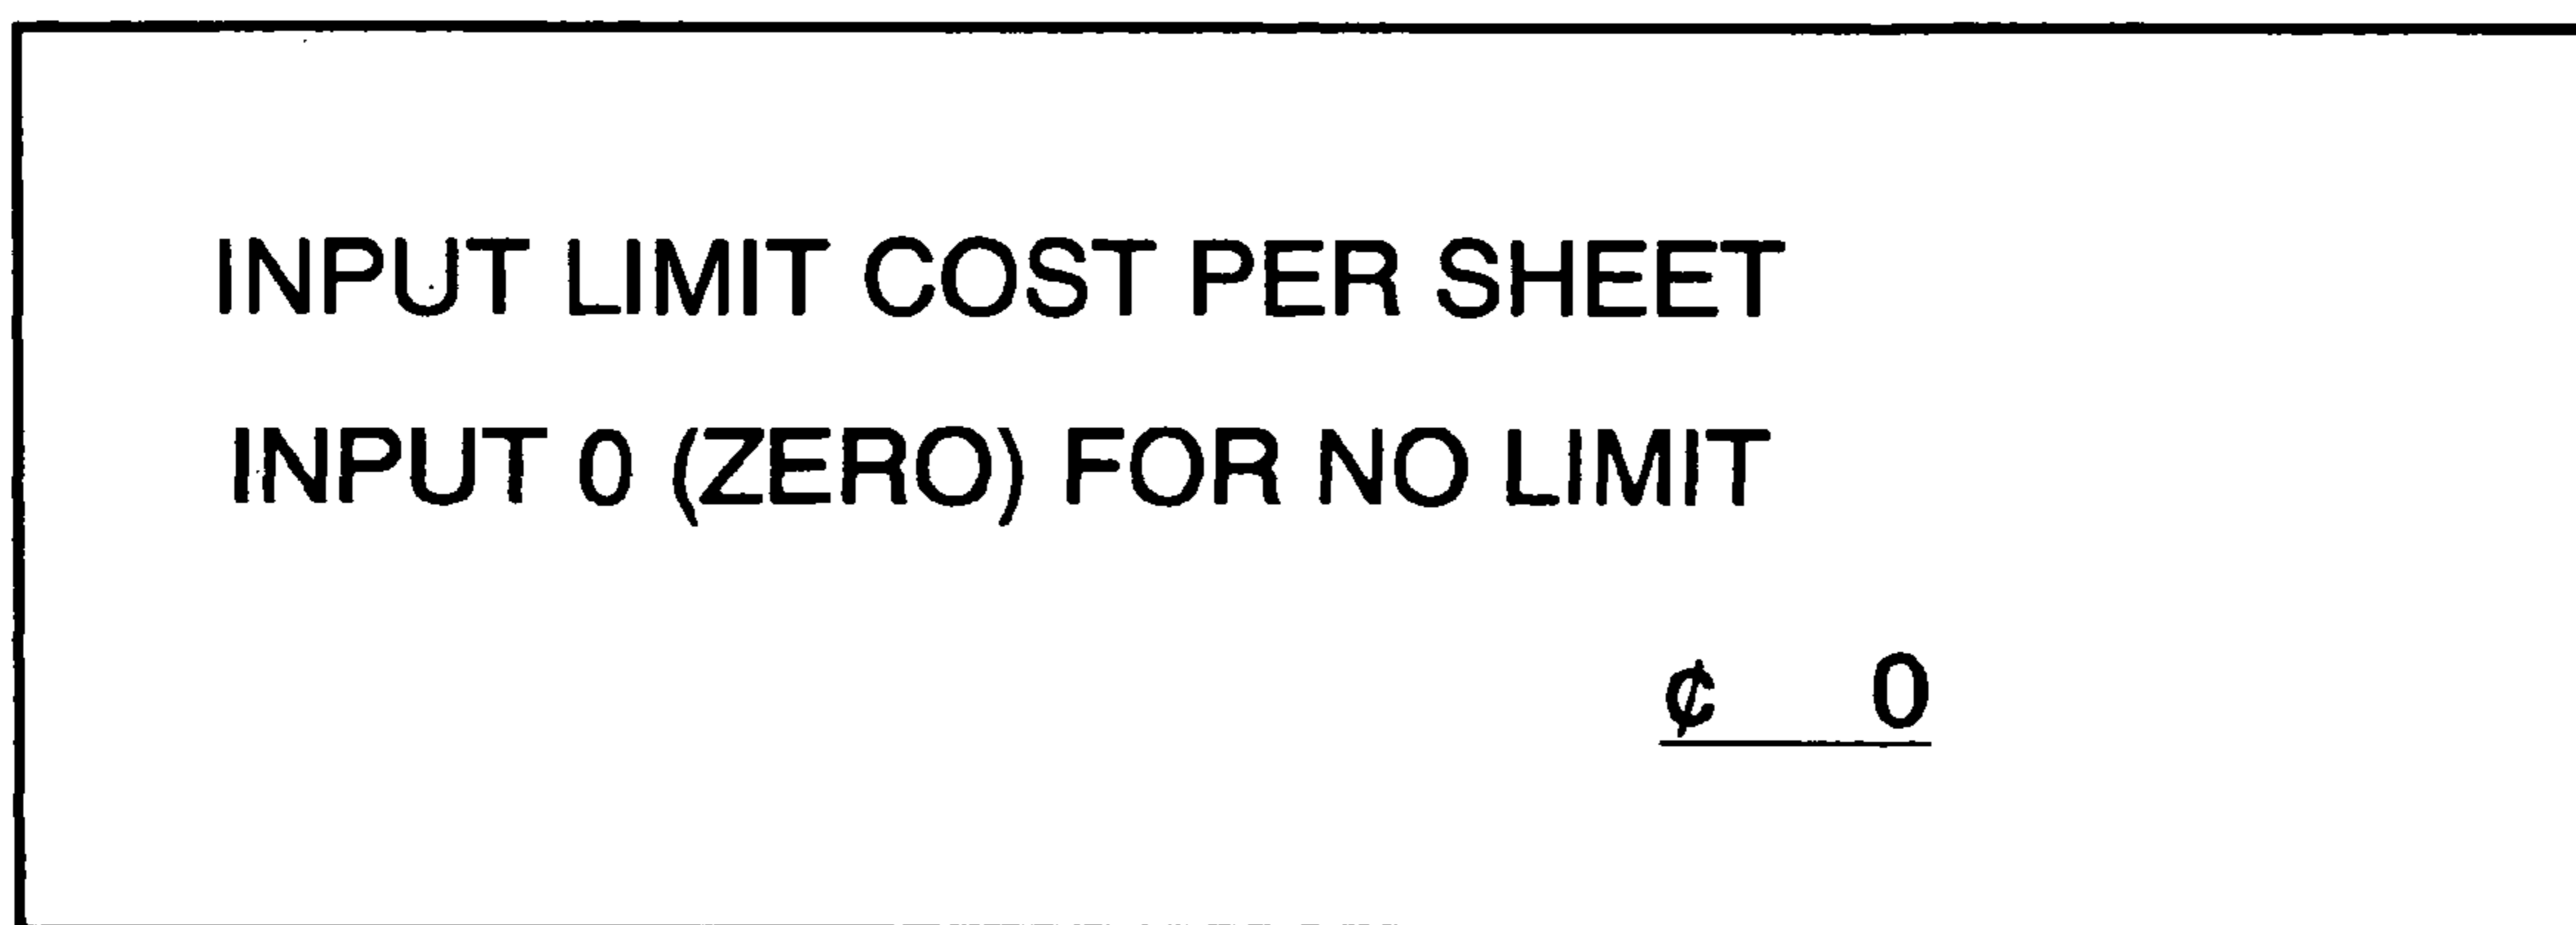 INPUT LIMIT COST PER SHEET
INPUT 0 (ZERO) FOR NO LIMIT
¢ 0